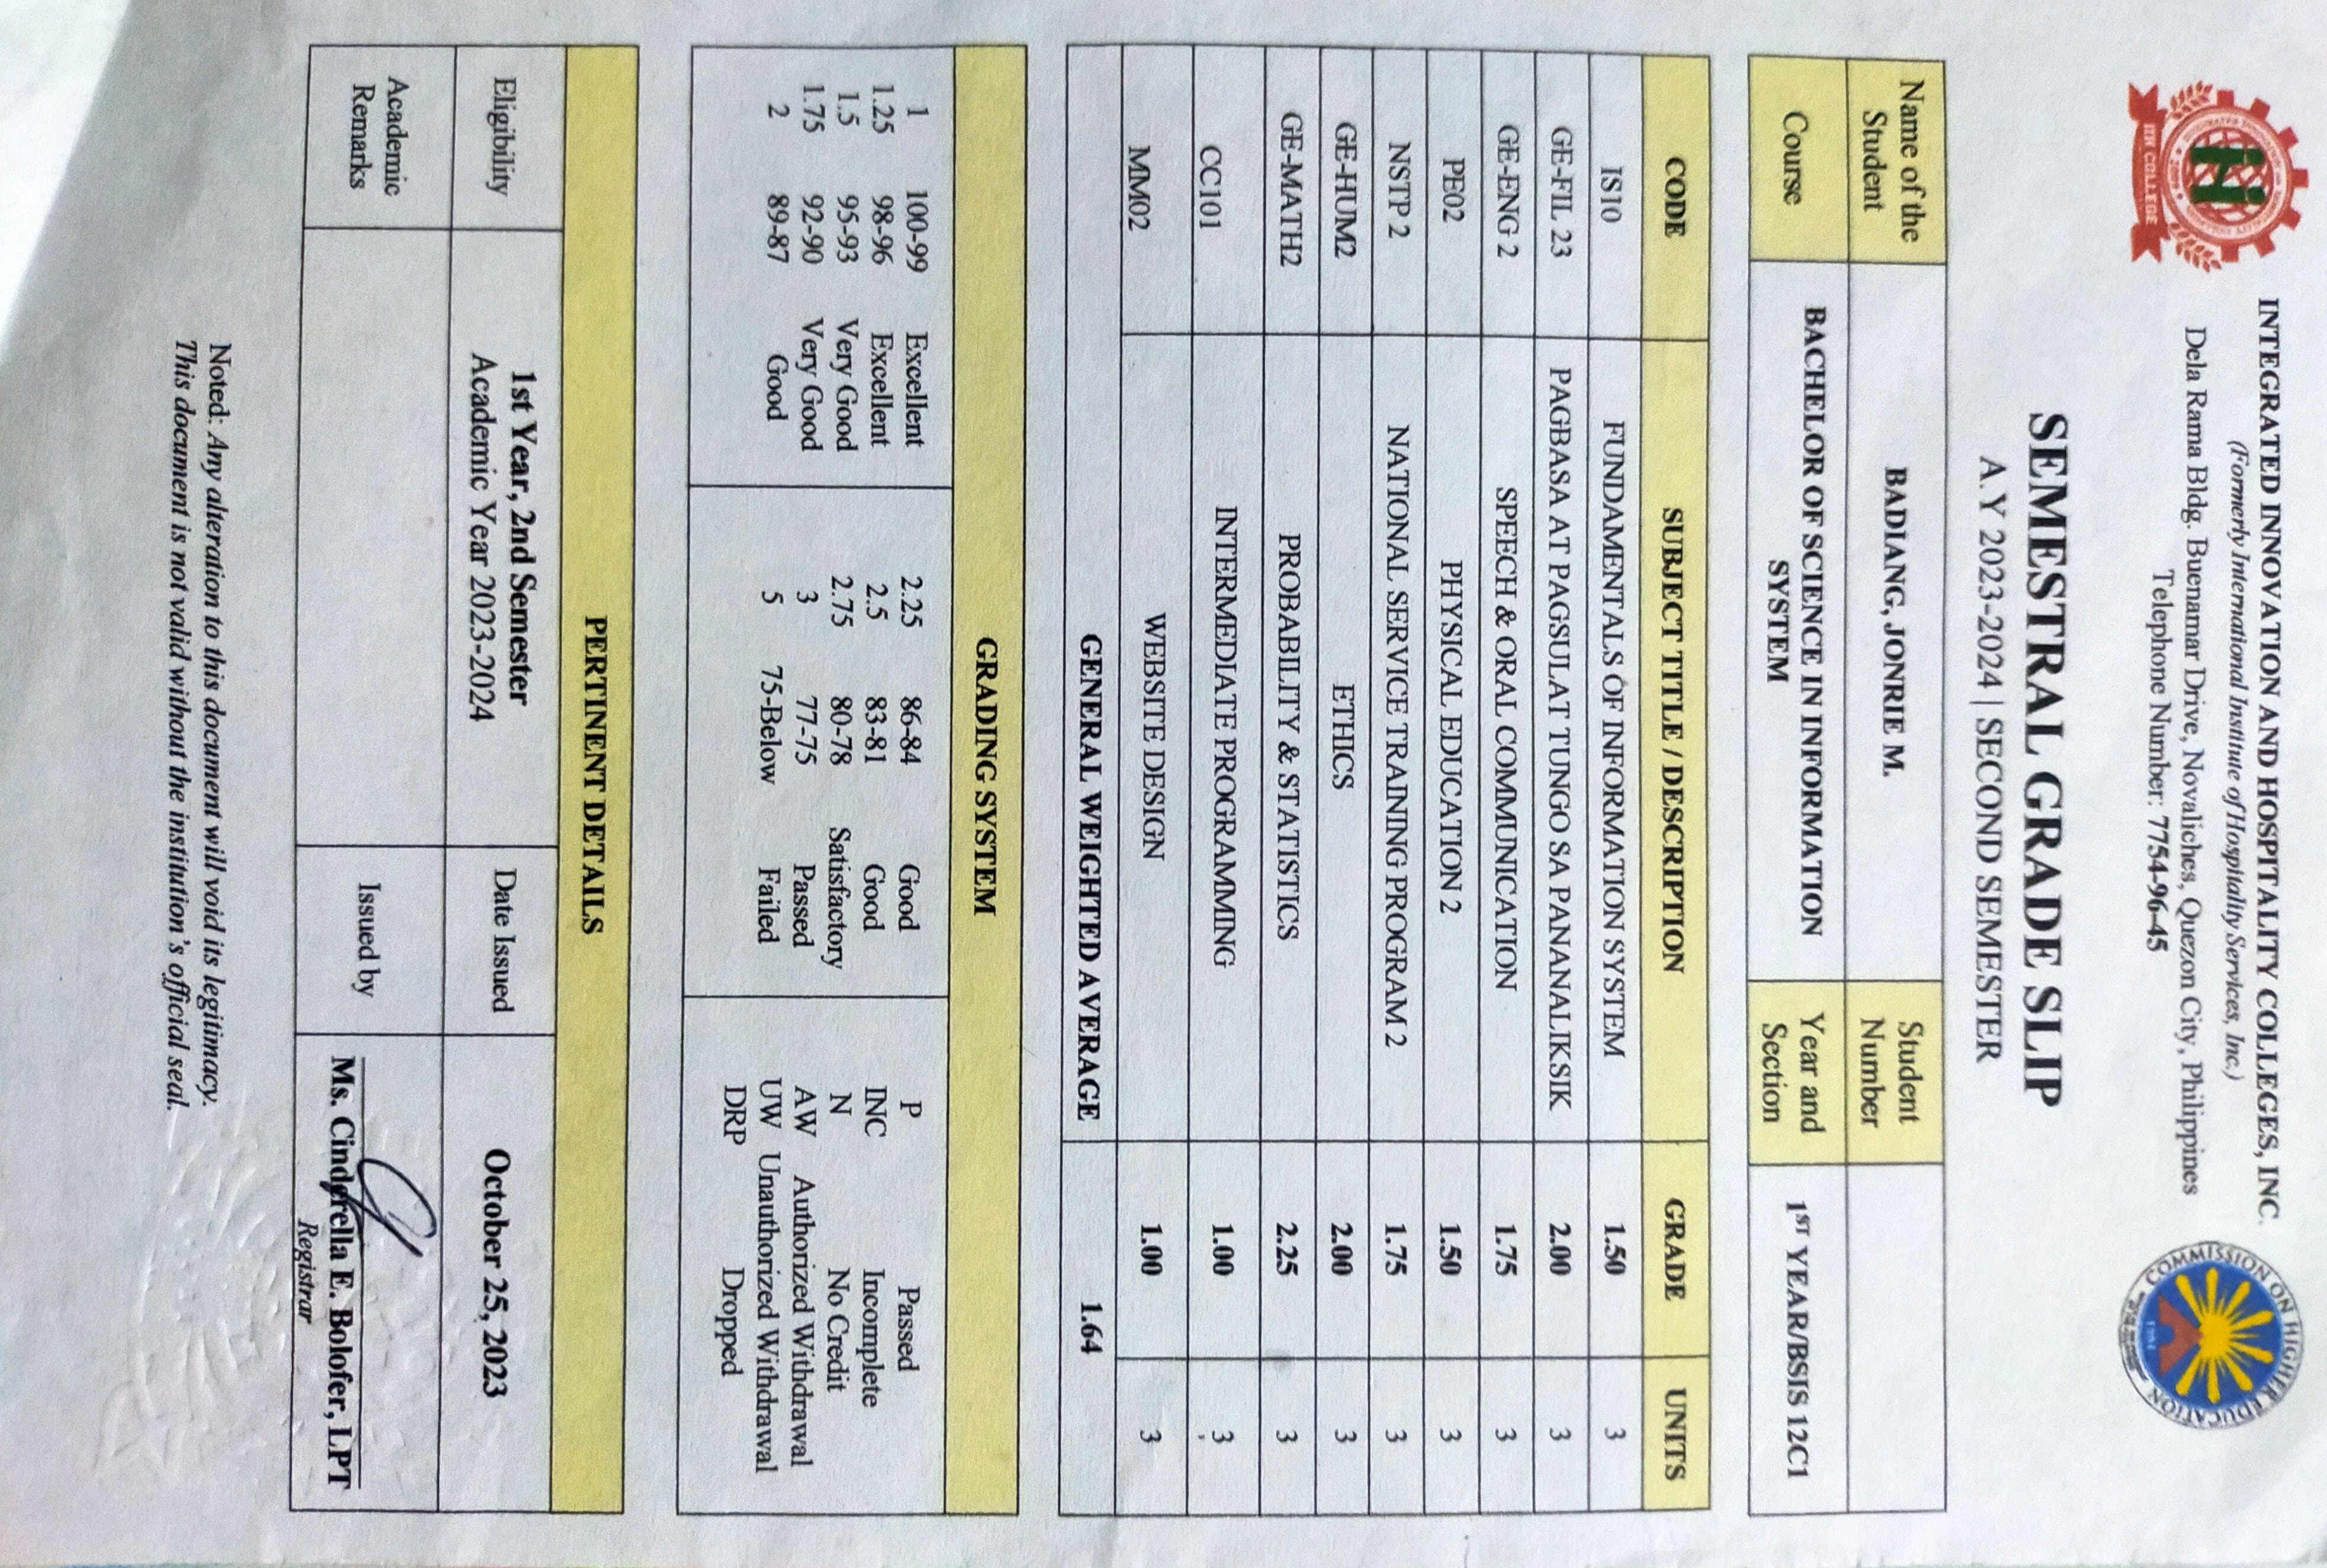 INTEGRATED INNOVATION AND HOSPITALITY COLLEGES, INC.
(Formerly International Institute of Hospitality Services, Inc.)
Dela Rama Bldg. Buenamar Drive, Novaliches, Quezon City, Philippines
Telephone Number: 7754-96-45
2009
IIH COLLEGE
COMMISSION ON HIGHER EDUCATION
1994
SEMESTRAL GRADE SLIP
A.Y 2023-2024 | SECOND SEMESTER
Name of the Student BADIANG, JONRIE M. Student Number
Course BACHELOR OF SCIENCE IN INFORMATION SYSTEM Year and Section 1ST YEAR/BSIS 12C1
CODE SUBJECT TITLE / DESCRIPTION GRADE UNITS
IS10 FUNDAMENTALS OF INFORMATION SYSTEM 1.50 3
GE-FIL 23 PAGBASA AT PAGSULAT TUNGO SA PANANALIKSIK 2.00 3
GE-ENG 2 SPEECH & ORAL COMMUNICATION 1.75 3
PE02 PHYSICAL EDUCATION 2 1.50 3
NSTP 2 NATIONAL SERVICE TRAINING PROGRAM 2 1.75 3
GE-HUM2 ETHICS 2.00 3
GE-MATH2 PROBABILITY & STATISTICS 2.25 3
CC101 INTERMEDIATE PROGRAMMING 1.00 3
MM02 WEBSITE DESIGN 1.00 3
GENERAL WEIGHTED AVERAGE 1.64
GRADING SYSTEM
1 100-99 Excellent 2.25 86-84 Good P Passed
1.25 98-96 Excellent 2.5 83-81 Good INC Incomplete
1.5 95-93 Very Good 2.75 80-78 Satisfactory N No Credit
1.75 92-90 Very Good 3 77-75 Passed AW Authorized Withdrawal
2 89-87 Good 5 75-Below Failed UW Unauthorized Withdrawal
DRP Dropped
PERTINENT DETAILS
Eligibility 1st Year, 2nd Semester Date Issued October 25, 2023
Academic Year 2023-2024
Academic Remarks Issued by Ms. Cinderella E. Bolofer, LPT
Registrar
Noted: Any alteration to this document will void its legitimacy.
This document is not valid without the institution's official seal.